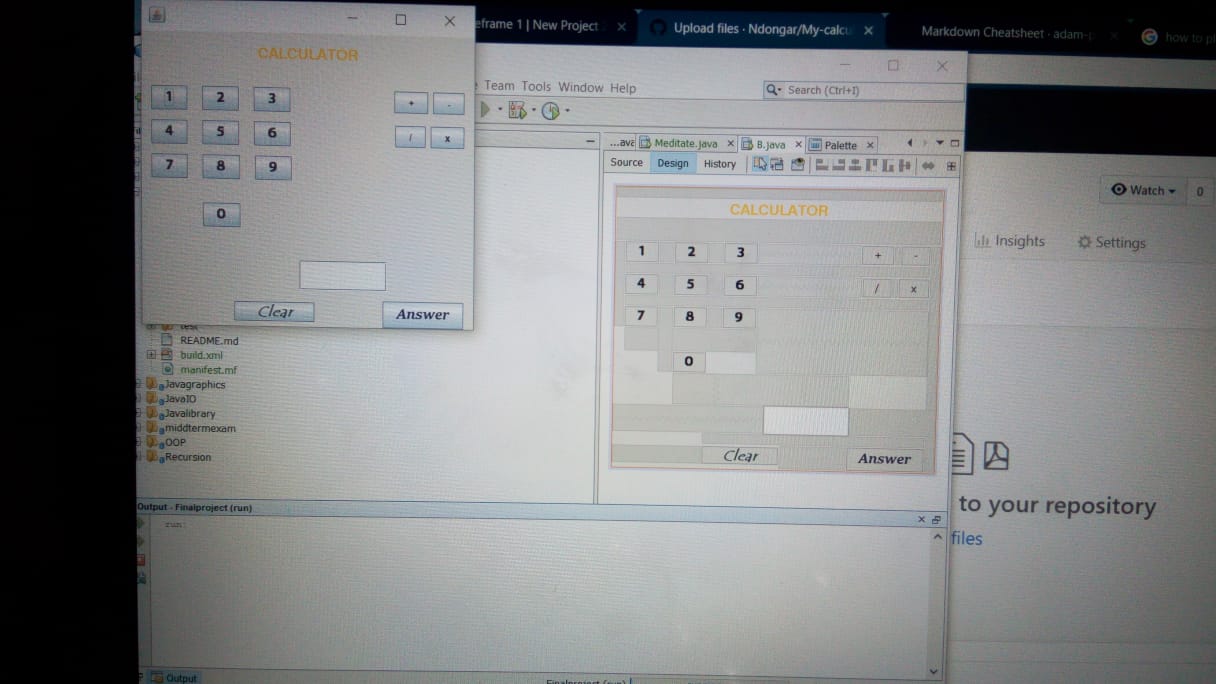 eframe 1 | New Project
Upload files · Ndongar/My-calcu
Markdown Cheatsheet · adam-p
how to pl
CALCULATOR
1 2 3 + -
4 5 6 / x
7 8 9
0
Clear Answer
Team Tools Window Help
Search (Ctrl+I)
...ava Meditate.java B.java Palette
Source Design History
CALCULATOR
1 2 3 + -
4 5 6 / x
7 8 9
0
Clear Answer
test
README.md
build.xml
manifest.mf
Javagraphics
JavaIO
Javalibrary
middtermexam
OOP
Recursion
Output - Finalproject (run)
run:
Output
Finalproject (run)
Watch 0
Insights Settings
to your repository
files